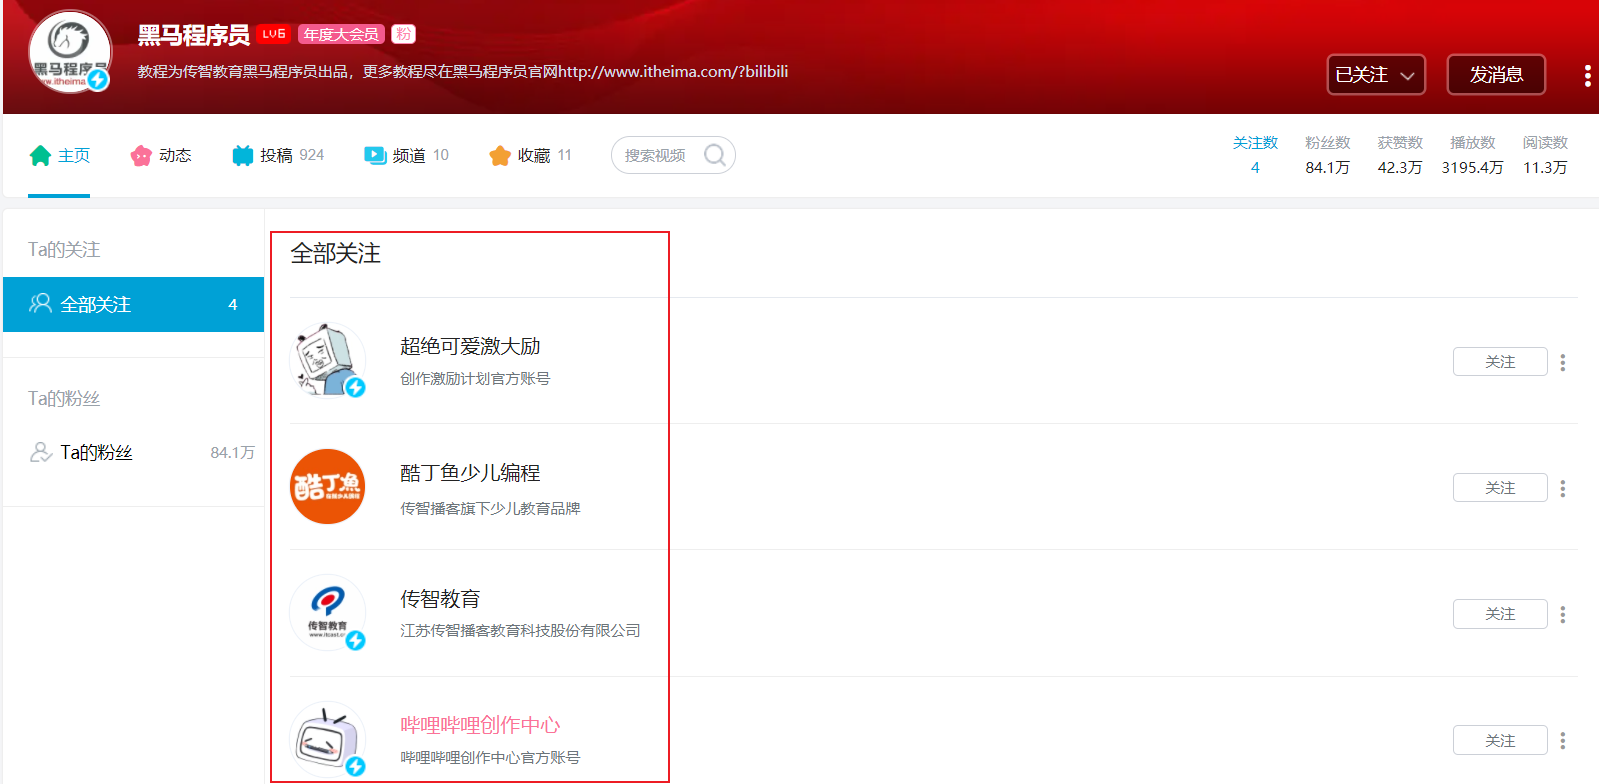 黑马程序员 LV6 年度大会员 粉
教程为传智教育黑马程序员出品，更多教程尽在黑马程序员官网http://www.itheima.com/?bilibili
已关注 发消息
主页 动态 投稿 924 频道 10 收藏 11 搜索视频
关注数 粉丝数 获赞数 播放数 阅读数
4 84.1万 42.3万 3195.4万 11.3万
Ta的关注
全部关注 4
Ta的粉丝
Ta的粉丝 84.1万
全部关注
超绝可爱激大励
创作激励计划官方账号
关注
酷丁魚
酷丁鱼少儿编程
传智播客旗下少儿教育品牌
关注
传智教育
传智教育
江苏传智播客教育科技股份有限公司
关注
哔哩哔哩创作中心
哔哩哔哩创作中心官方账号
关注